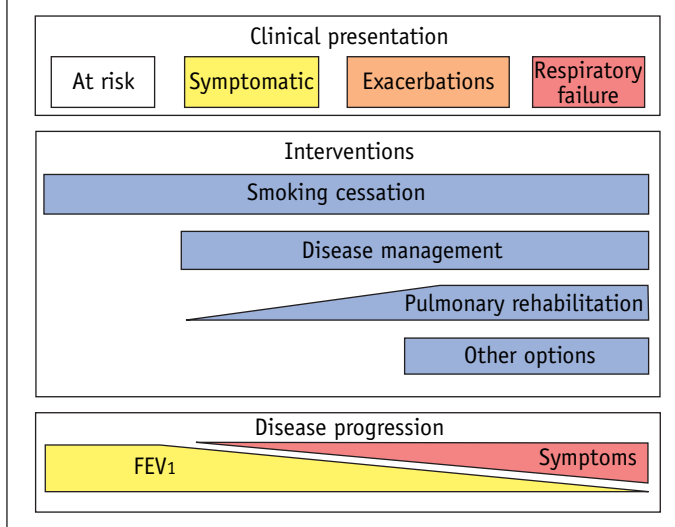 Clinical presentation
At risk
Symptomatic
Exacerbations
Respiratory
failure
Interventions
Smoking cessation
Disease management
Pulmonary rehabilitation
Other options
Disease progression
FEV1
Symptoms